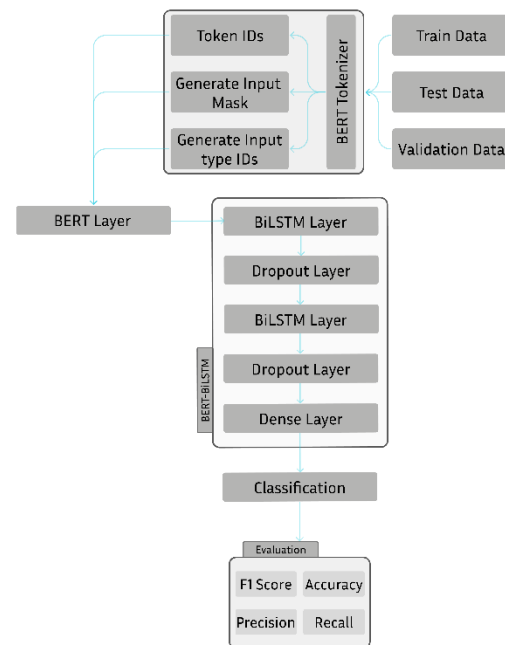 Token IDs
Generate Input
Mask
Generate Input
type IDs
BERT Tokenizer
Train Data
Test Data
Validation Data
BERT Layer
BiLSTM Layer
Dropout Layer
BiLSTM Layer
Dropout Layer
Dense Layer
BERT-BiLSTM
Classification
Evaluation
F1 Score
Accuracy
Precision
Recall